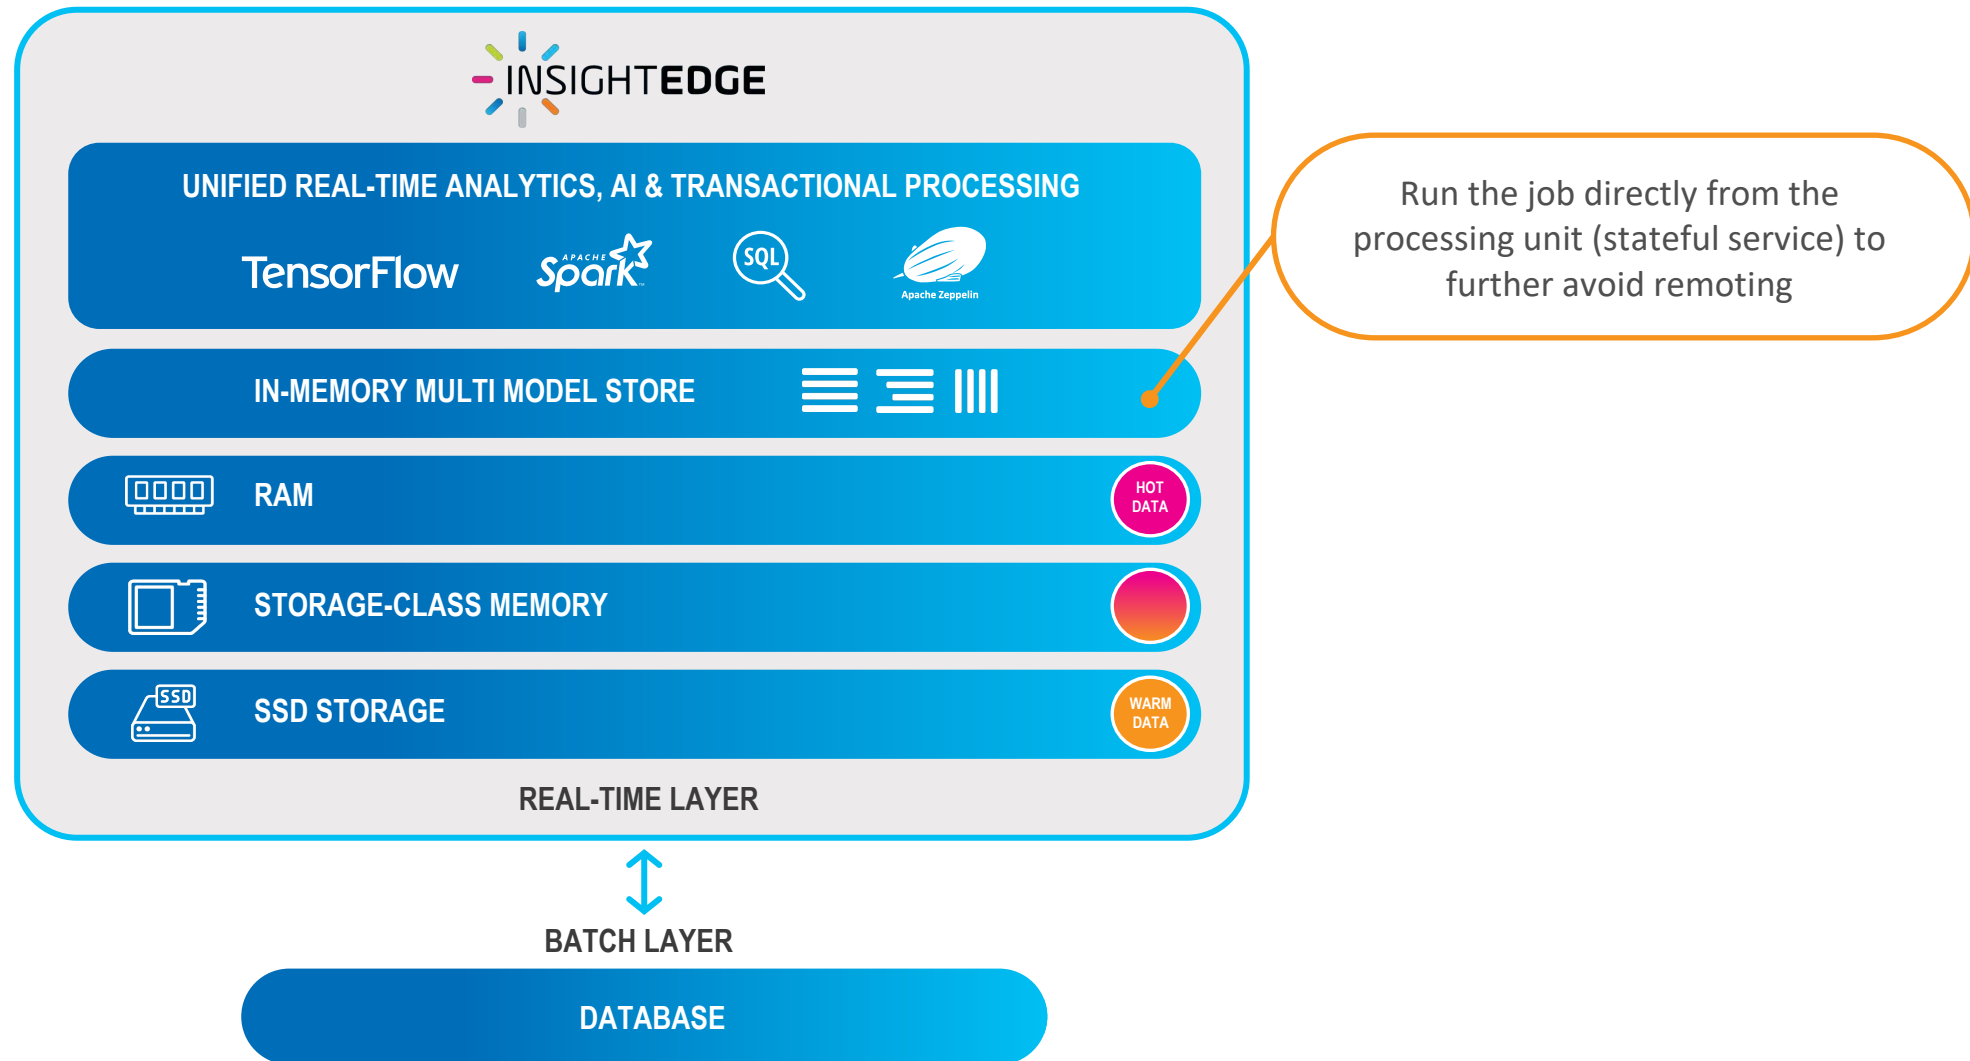 INSIGHTEDGE
UNIFIED REAL-TIME ANALYTICS, AI & TRANSACTIONAL PROCESSING
TensorFlow
APACHE
Spark™
SQL
Apache Zeppelin
IN-MEMORY MULTI MODEL STORE
RAM
HOT
DATA
STORAGE-CLASS MEMORY
SSD
SSD STORAGE
WARM
DATA
REAL-TIME LAYER
BATCH LAYER
DATABASE
Run the job directly from the
processing unit (stateful service) to
further avoid remoting